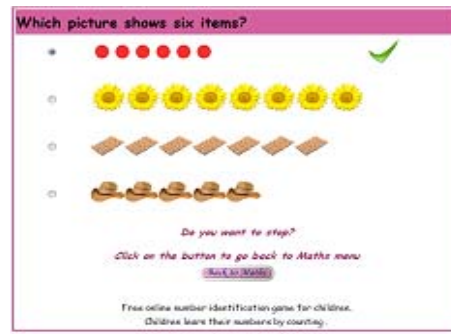 Which picture shows six items?
Do you want to stop?
Click on the button to go back to Maths menu
Back to Maths
Free online number identification game for children.
Children learn their numbers by counting.